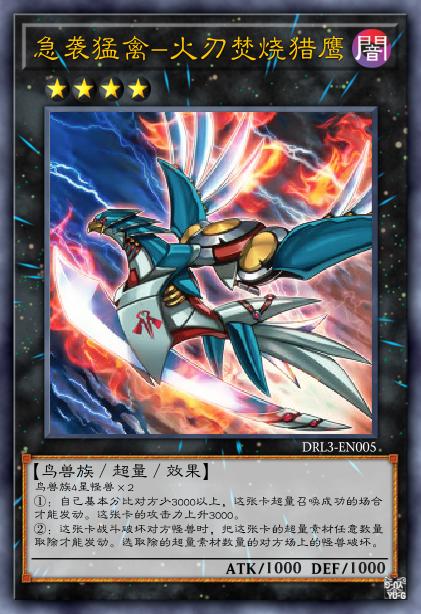 急袭猛禽–火刃焚烧猎鹰 闇
DRL3-EN005
【鸟兽族／超量／效果】
鸟兽族4星怪兽×2
①：自己基本分比对方少3000以上，这张卡超量召唤成功的场合
才能发动。这张卡的攻击力上升3000。
②：这张卡战斗破坏对方怪兽时，把这张卡的超量素材任意数量
取除才能发动。选取除的超量素材数量的对方场上的怪兽破坏。
ATK/1000 DEF/1000